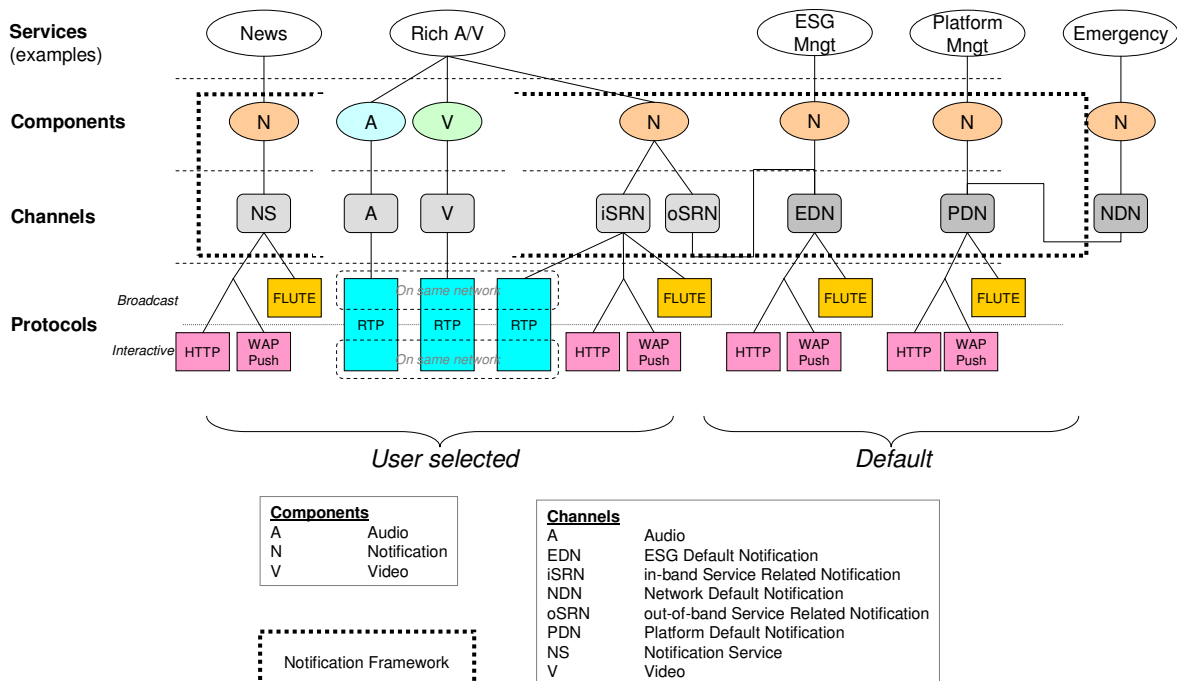 Services
(examples)
News
Rich A/V
ESG
Mngt
Platform
Mngt
Emergency
Components
N
A
V
N
N
N
N
Channels
NS
A
V
iSRN
oSRN
EDN
PDN
NDN
Protocols
Broadcast
Interactive
FLUTE
On same network
FLUTE
FLUTE
FLUTE
RTP
RTP
RTP
HTTP
WAP
Push
On same network
HTTP
WAP
Push
HTTP
WAP
Push
HTTP
WAP
Push
User selected
Default
Components
A Audio
N Notification
V Video
Notification Framework
Channels
A Audio
EDN ESG Default Notification
iSRN in-band Service Related Notification
NDN Network Default Notification
oSRN out-of-band Service Related Notification
PDN Platform Default Notification
NS Notification Service
V Video